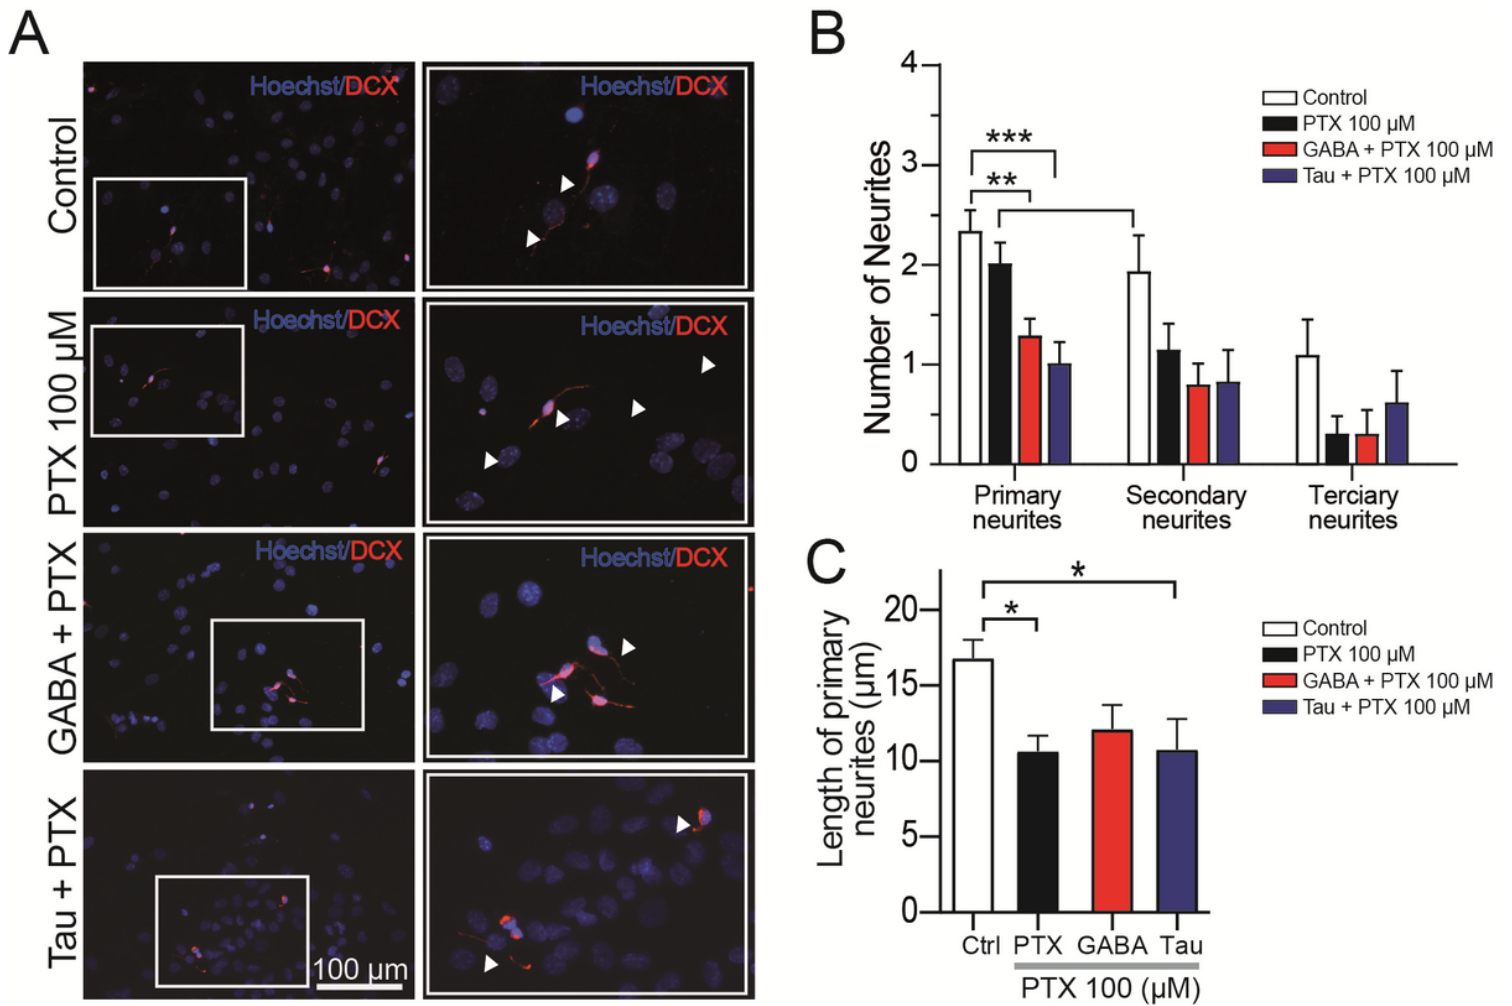 A
Control
Hoechst/DCX
Hoechst/DCX
PTX 100 µM
Hoechst/DCX
Hoechst/DCX
GABA + PTX
Hoechst/DCX
Hoechst/DCX
Tau + PTX
100 µm
B
Number of Neurites
4
3
2
1
0
***
**
Control
PTX 100 µM
GABA + PTX 100 µM
Tau + PTX 100 µM
Primary
neurites
Secondary
neurites
Terciary
neurites
C
Length of primary
neurites (µm)
20
15
10
5
0
*
*
Control
PTX 100 µM
GABA + PTX 100 µM
Tau + PTX 100 µM
Ctrl PTX GABA Tau
PTX 100 (µM)